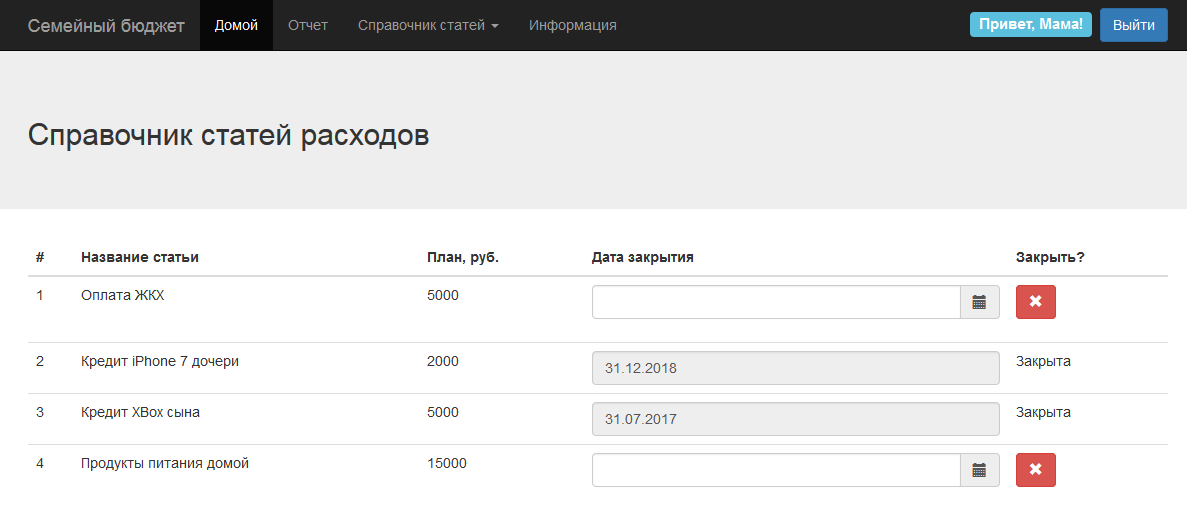 Семейный бюджет Домой Отчет Справочник статей Информация Привет, Мама! Выйти
Справочник статей расходов
# Название статьи План, руб. Дата закрытия Закрыть?
1 Оплата ЖКХ 5000
2 Кредит iPhone 7 дочери 2000 31.12.2018 Закрыта
3 Кредит XBox сына 5000 31.07.2017 Закрыта
4 Продукты питания домой 15000